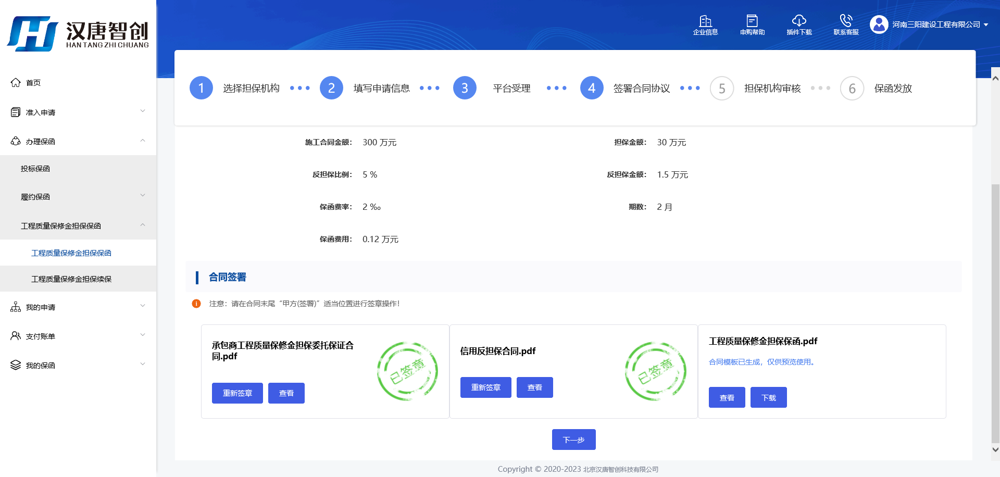 汉唐智创
HAN TANG ZHI CHUANG
企业信息
申购帮助
插件下载
联系客服
河南三阳建设工程有限公司
首页
准入申请
办理保函
投标保函
履约保函
工程质量保修金担保保函
工程质量保修金担保保函
工程质量保修金担保续保
我的申请
支付账单
我的保函
1 选择担保机构
2 填写申请信息
3 平台受理
4 签署合同协议
5 担保机构审核
6 保函发放
施工合同金额： 300 万元
担保金额： 30 万元
反担保比例： 5 %
反担保金额： 1.5 万元
保函费率： 2 ‰
期数： 2 月
保函费用： 0.12 万元
合同签署
注意：请在合同末尾“甲方(签署)”适当位置进行签章操作！
承包商工程质量保修金担保委托保证合
同.pdf
已签章
重新签章
查看
信用反担保合同.pdf
已签章
重新签章
查看
工程质量保修金担保保函.pdf
合同模板已生成，仅供预览使用。
查看
下载
下一步
Copyright © 2020-2023 北京汉唐智创科技有限公司